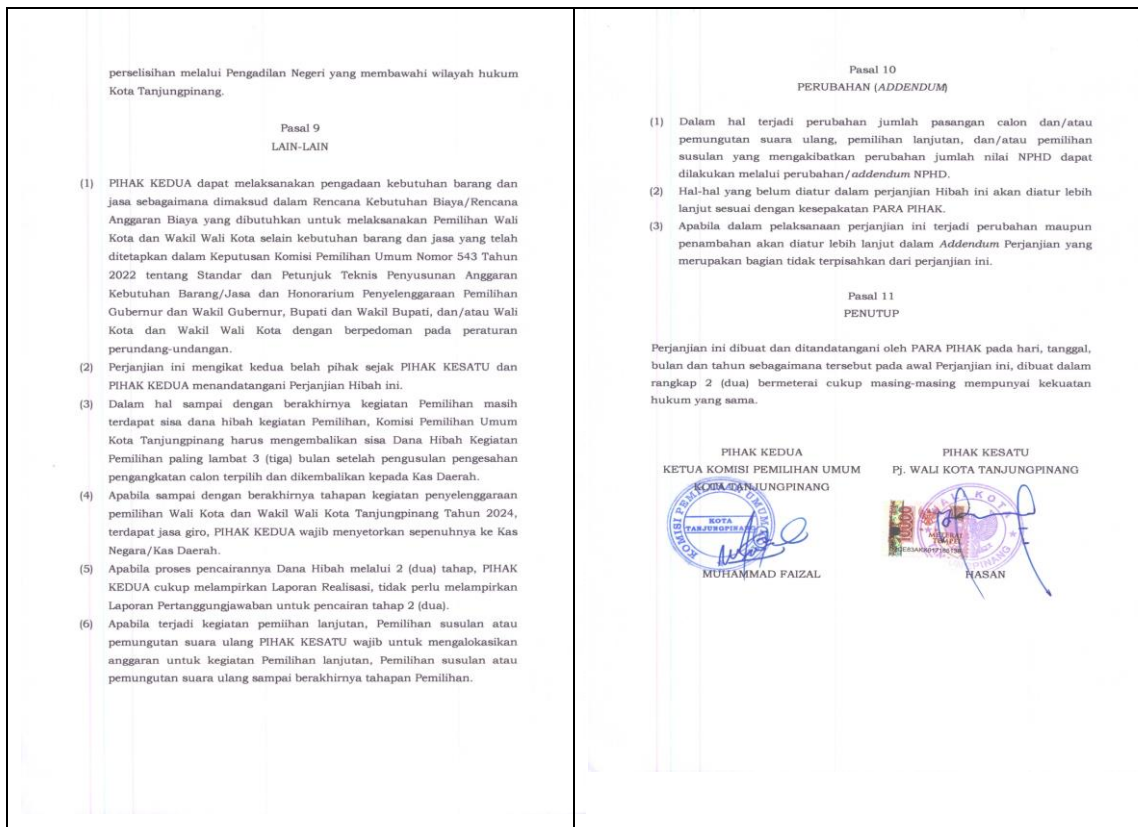 perselisihan melalui Pengadilan Negeri yang membawahi wilayah hukum
Kota Tanjungpinang.
Pasal 9
LAIN-LAIN
(1) PIHAK KEDUA dapat melaksanakan pengadaan kebutuhan barang dan
jasa sebagaimana dimaksud dalam Rencana Kebutuhan Biaya/Rencana
Anggaran Biaya yang dibutuhkan untuk melaksanakan Pemilihan Wali
Kota dan Wakil Wali Kota selain kebutuhan barang dan jasa yang telah
ditetapkan dalam Keputusan Komisi Pemilihan Umum Nomor 543 Tahun
2022 tentang Standar dan Petunjuk Teknis Penyusunan Anggaran
Kebutuhan Barang/Jasa dan Honorarium Penyelenggaraan Pemilihan
Gubernur dan Wakil Gubernur, Bupati dan Wakil Bupati, dan/atau Wali
Kota dan Wakil Wali Kota dengan berpedoman pada peraturan
perundang-undangan.
(2) Perjanjian ini mengikat kedua belah pihak sejak PIHAK KESATU dan
PIHAK KEDUA menandatangani Perjanjian Hibah ini.
(3) Dalam hal sampai dengan berakhirnya kegiatan Pemilihan masih
terdapat sisa dana hibah kegiatan Pemilihan, Komisi Pemilihan Umum
Kota Tanjungpinang harus mengembalikan sisa Dana Hibah Kegiatan
Pemilihan paling lambat 3 (tiga) bulan setelah pengusulan pengesahan
pengangkatan calon terpilih dan dikembalikan kepada Kas Daerah.
(4) Apabila sampai dengan berakhirnya tahapan kegiatan penyelenggaraan
pemilihan Wali Kota dan Wakil Wali Kota Tanjungpinang Tahun 2024,
terdapat jasa giro, PIHAK KEDUA wajib menyetorkan sepenuhnya ke Kas
Negara/Kas Daerah.
(5) Apabila proses pencairannya Dana Hibah melalui 2 (dua) tahap, PIHAK
KEDUA cukup melampirkan Laporan Realisasi, tidak perlu melampirkan
Laporan Pertanggungjawaban untuk pencairan tahap 2 (dua).
(6) Apabila terjadi kegiatan pemiihan lanjutan, Pemilihan susulan atau
pemungutan suara ulang PIHAK KESATU wajib untuk mengalokasikan
anggaran untuk kegiatan Pemilihan lanjutan, Pemilihan susulan atau
pemungutan suara ulang sampai berakhirnya tahapan Pemilihan.
Pasal 10
PERUBAHAN (ADDENDUM)
(1) Dalam hal terjadi perubahan jumlah pasangan calon dan/atau
pemungutan suara ulang, pemilihan lanjutan, dan/atau pemilihan
susulan yang mengakibatkan perubahan jumlah nilai NPHD dapat
dilakukan melalui perubahan/addendum NPHD.
(2) Hal-hal yang belum diatur dalam perjanjian Hibah ini akan diatur lebih
lanjut sesuai dengan kesepakatan PARA PIHAK.
(3) Apabila dalam pelaksanaan perjanjian ini terjadi perubahan maupun
penambahan akan diatur lebih lanjut dalam Addendum Perjanjian yang
merupakan bagian tidak terpisahkan dari perjanjian ini.
Pasal 11
PENUTUP
Perjanjian ini dibuat dan ditandatangani oleh PARA PIHAK pada hari, tanggal,
bulan dan tahun sebagaimana tersebut pada awal Perjanjian ini, dibuat dalam
rangkap 2 (dua) bermeterai cukup masing-masing mempunyai kekuatan
hukum yang sama.
PIHAK KEDUA
KETUA KOMISI PEMILIHAN UMUM
KOTA TANJUNGPINANG
KOMISI PEMILIHAN UMUM
KOTA
TANJUNGPINANG
MUHAMMAD FAIZAL
PIHAK KESATU
Pj. WALI KOTA TANJUNGPINANG
10000
HASAN